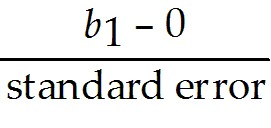 b1 – 0
standard error